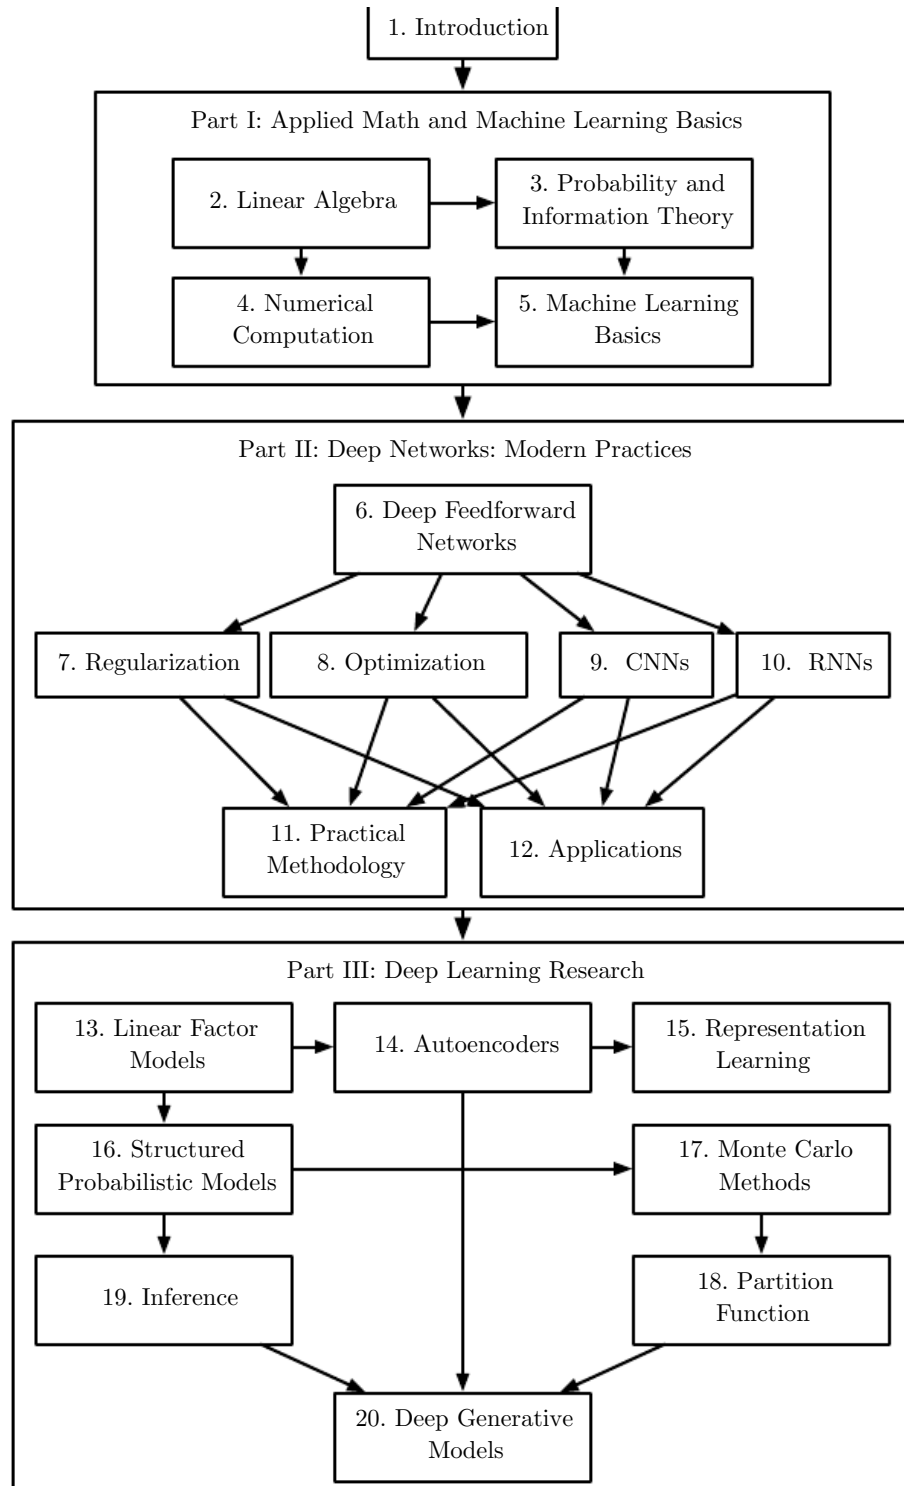 1. Introduction
Part I: Applied Math and Machine Learning Basics
2. Linear Algebra
3. Probability and
Information Theory
4. Numerical
Computation
5. Machine Learning
Basics
Part II: Deep Networks: Modern Practices
6. Deep Feedforward
Networks
7. Regularization
8. Optimization
9. CNNs
10. RNNs
11. Practical
Methodology
12. Applications
Part III: Deep Learning Research
13. Linear Factor
Models
14. Autoencoders
15. Representation
Learning
16. Structured
Probabilistic Models
17. Monte Carlo
Methods
19. Inference
18. Partition
Function
20. Deep Generative
Models